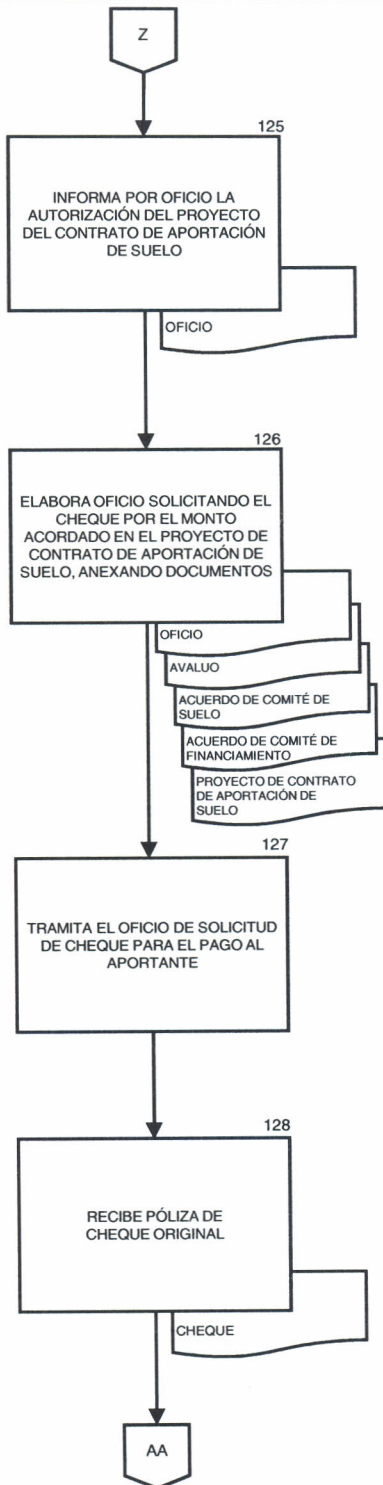 Z
125
INFORMA POR OFICIO LA
AUTORIZACIÓN DEL PROYECTO
DEL CONTRATO DE APORTACIÓN
DE SUELO
OFICIO
126
ELABORA OFICIO SOLICITANDO EL
CHEQUE POR EL MONTO
ACORDADO EN EL PROYECTO DE
CONTRATO DE APORTACIÓN DE
SUELO, ANEXANDO DOCUMENTOS
OFICIO
AVALUO
ACUERDO DE COMITÉ DE
SUELO
ACUERDO DE COMITÉ DE
FINANCIAMIENTO
PROYECTO DE CONTRATO
DE APORTACIÓN DE
SUELO
127
TRAMITA EL OFICIO DE SOLICITUD
DE CHEQUE PARA EL PAGO AL
APORTANTE
128
RECIBE PÓLIZA DE
CHEQUE ORIGINAL
CHEQUE
AA